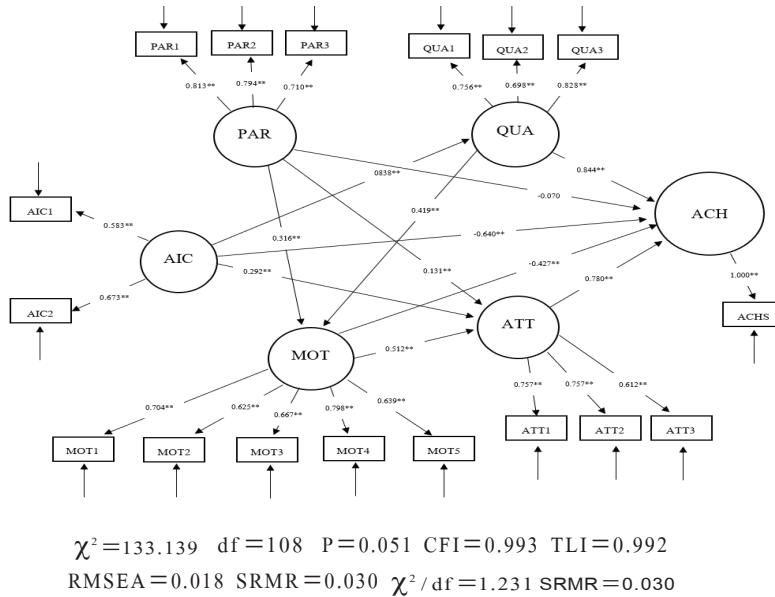 PAR1 PAR2 PAR3 QUA1 QUA2 QUA3
0.813** 0.794** 0.710** 0.756** 0.698** 0.828**
PAR QUA
0838** 0.844**
-0.070
ACH
AIC1
0.583**
0.419**
0.316** -0.640**
AIC
0.292** -0.427**
0.131** 0.780**
0.673** 1.000**
AIC2
ATT
ACHS
MOT 0.512**
0.704** 0.625** 0.667** 0.798** 0.639** 0.757** 0.757** 0.612**
ATT1 ATT2 ATT3
MOT1 MOT2 MOT3 MOT4 MOT5
χ²=133.139 df=108 P=0.051 CFI=0.993 TLI=0.992
RMSEA=0.018 SRMR=0.030 χ²/df=1.231 SRMR=0.030